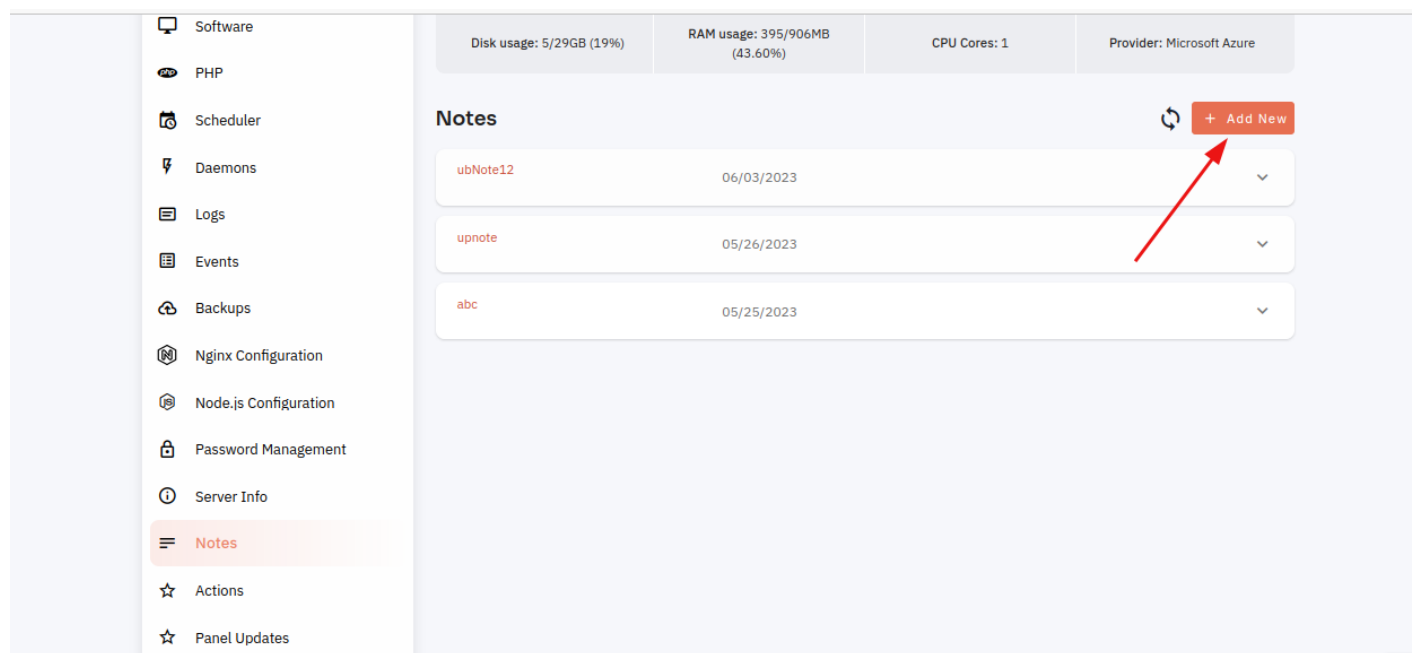 Software
PHP
Scheduler
Daemons
Logs
Events
Backups
Nginx Configuration
Node.js Configuration
Password Management
Server Info
Notes
Actions
Panel Updates
Disk usage: 5/29GB (19%)
RAM usage: 395/906MB
(43.60%)
CPU Cores: 1
Provider: Microsoft Azure
Notes
+ Add New
ubNote12
06/03/2023
upnote
05/26/2023
abc
05/25/2023